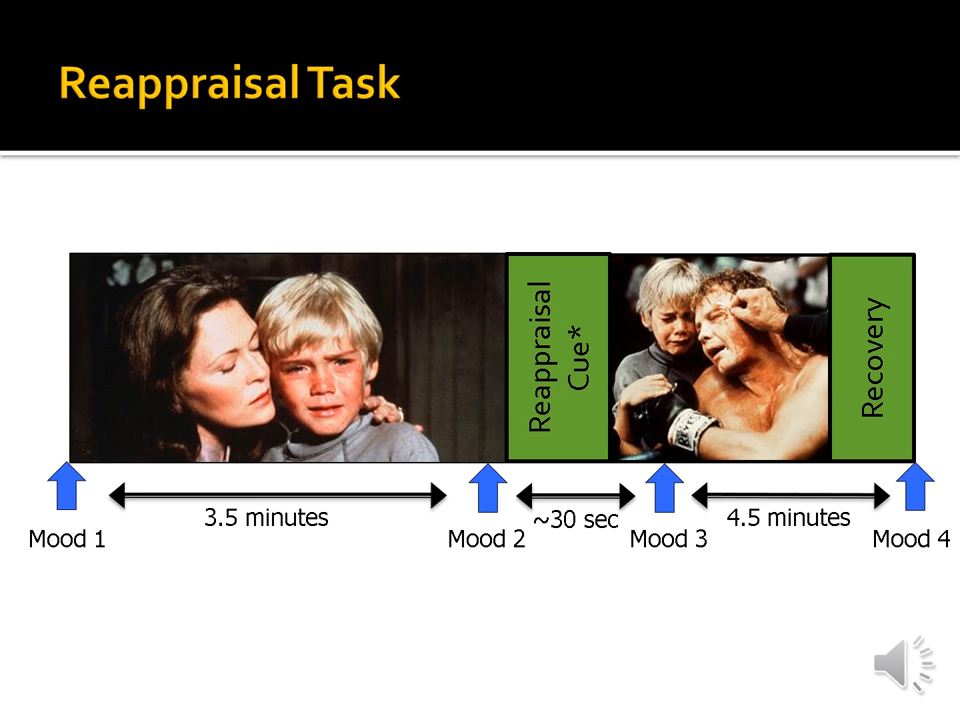 Reappraisal Task
Reappraisal
Cue*
Recovery
3.5 minutes
~30 sec
4.5 minutes
Mood 1
Mood 2
Mood 3
Mood 4